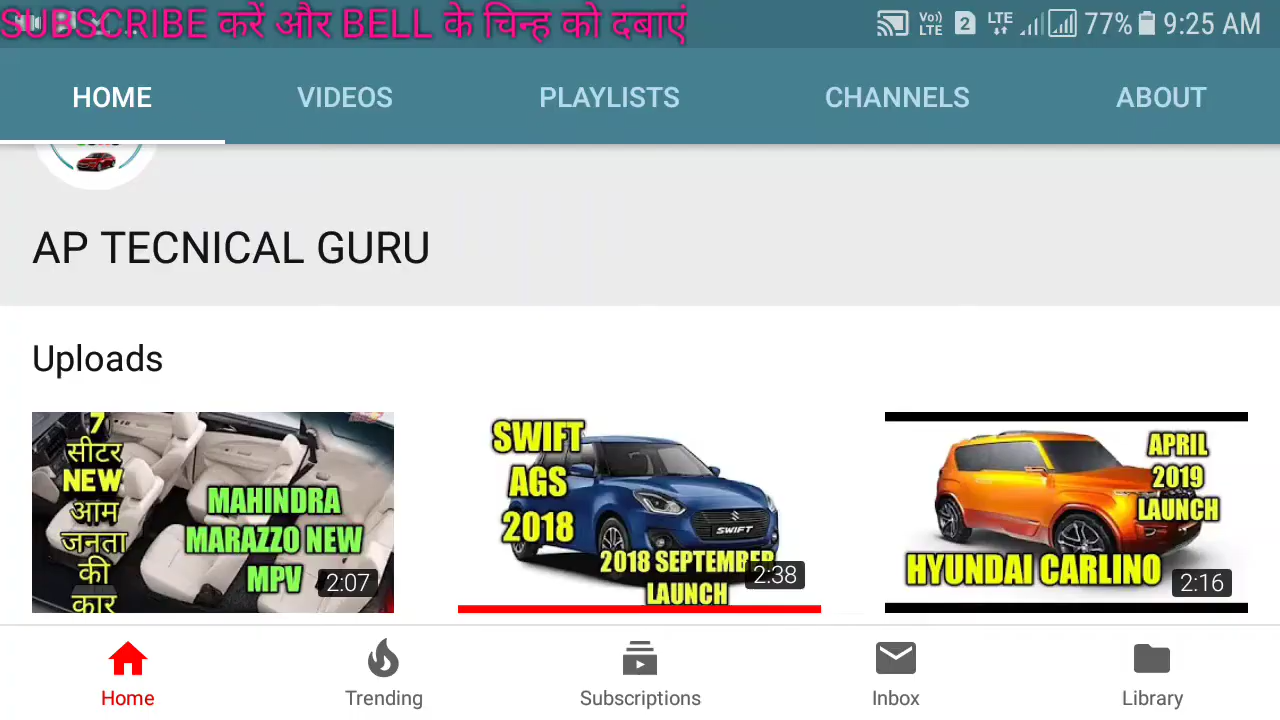 SUBSCRIBE करें और BELL के चिन्ह को दबाएं
Vo) LTE 2 LTE 77% 9:25 AM
HOME VIDEOS PLAYLISTS CHANNELS ABOUT
AP TECNICAL GURU
Uploads
7
सीटर
NEW
आम
जनता
की
कार
MAHINDRA
MARAZZO NEW
MPV
2:07
SWIFT
AGS
2018
SWIFT
2018 SEPTEMBER
LAUNCH
2:38
APRIL
2019
LAUNCH
HYUNDAI CARLINO
2:16
Home Trending Subscriptions Inbox Library